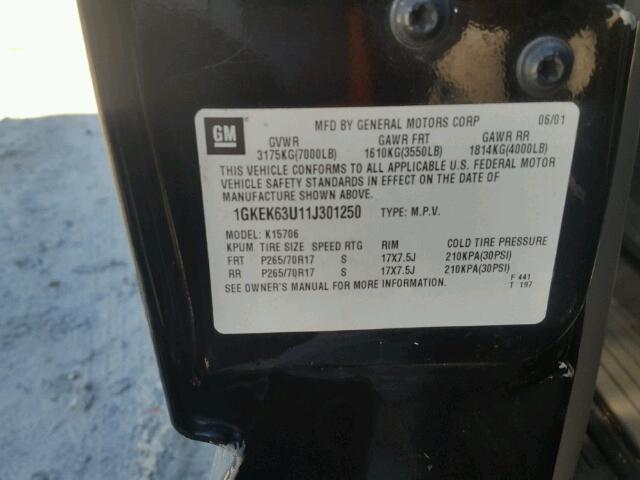 GM
MFD BY GENERAL MOTORS CORP 06/01
GVWR GAWR FRT GAWR RR
3175KG(7000LB) 1610KG(3550LB) 1814KG(4000LB)
THIS VEHICLE CONFORMS TO ALL APPLICABLE U.S. FEDERAL MOTOR
VEHICLE SAFETY STANDARDS IN EFFECT ON THE DATE OF
MANUFACTURE SHOWN ABOVE.
1GKEK63U11J301250 TYPE: M.P.V.
MODEL: K15706
KPUM TIRE SIZE SPEED RTG RIM COLD TIRE PRESSURE
FRT P265/70R17 S 17X7.5J 210KPA(30PSI)
RR P265/70R17 S 17X7.5J 210KPA(30PSI)
SEE OWNER'S MANUAL FOR MORE INFORMATION.
F 441
T 197